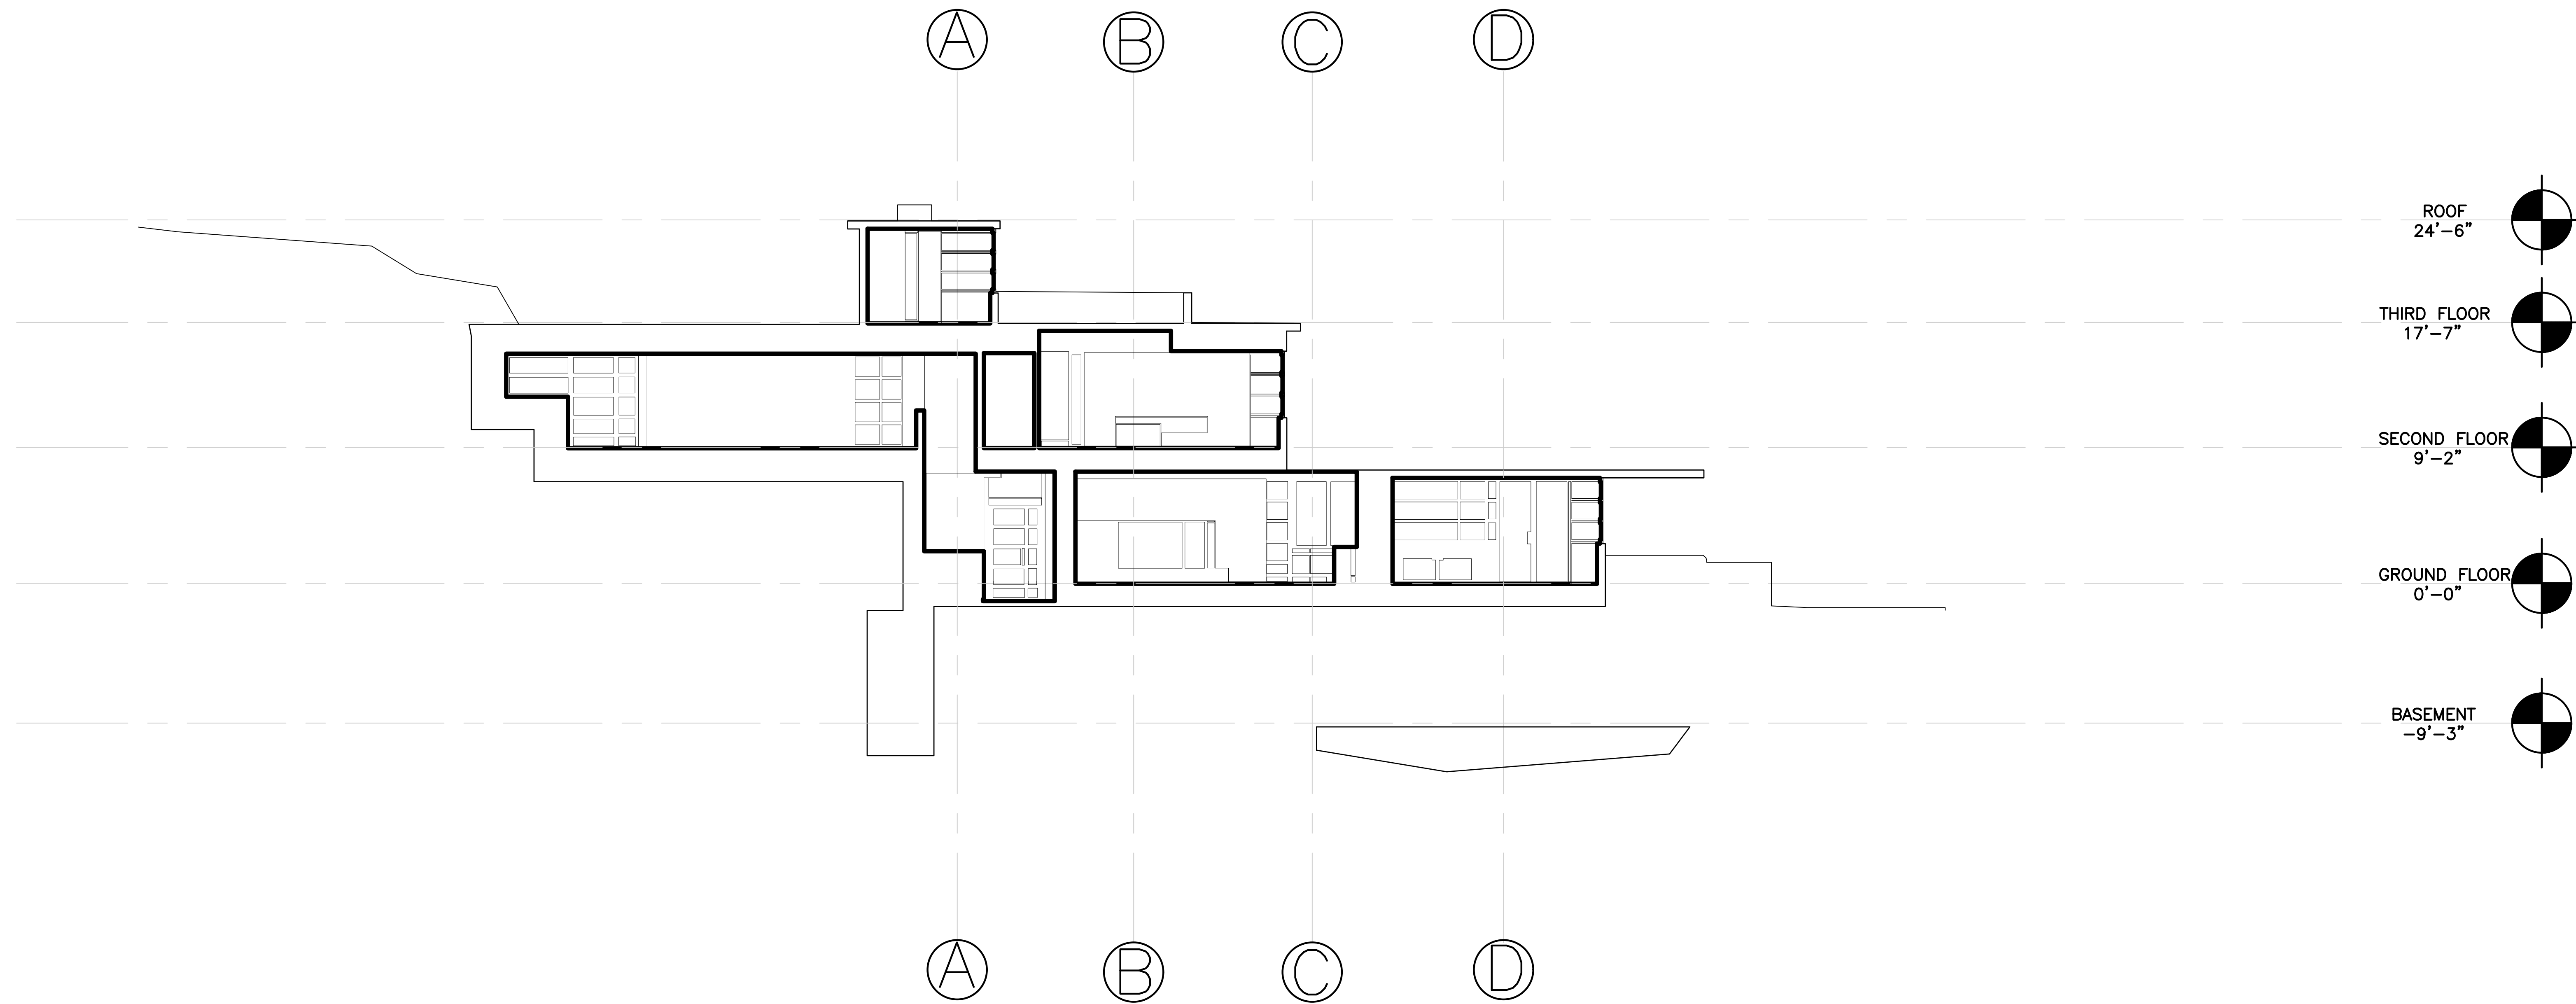 A B C D
ROOF
24'-6"
THIRD FLOOR
17'-7"
SECOND FLOOR
9'-2"
GROUND FLOOR
0'-0"
BASEMENT
-9'-3"
A B C D